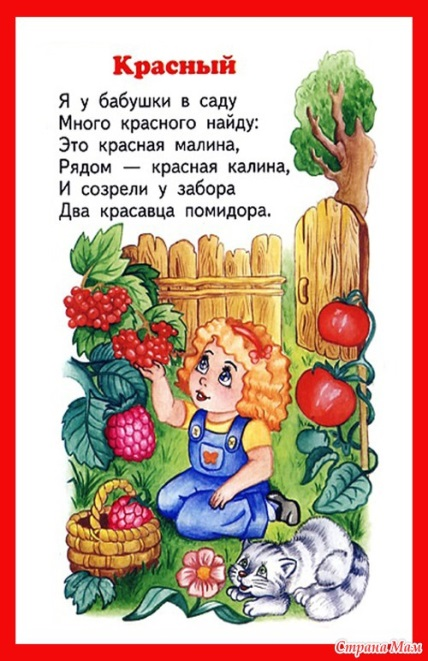 Красный
Я у бабушки в саду
Много красного найду:
Это красная малина,
Рядом — красная калина,
И созрели у забора
Два красавца помидора.
Страна Мам